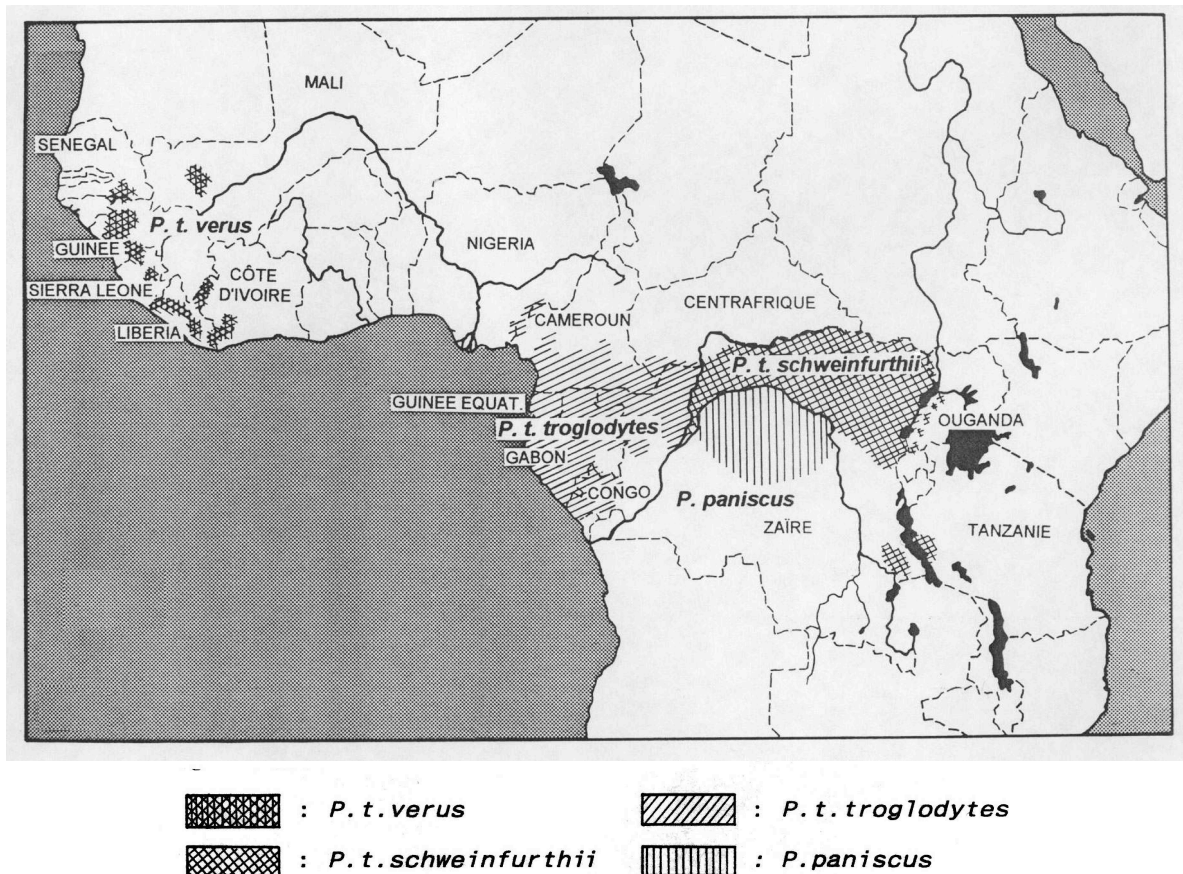 MALI
SENEGAL
P. t. verus
NIGERIA
GUINEE
CÔTE
D'IVOIRE
SIERRA LEONE
LIBERIA
CENTRAFRIQUE
CAMEROUN
P. t. schweinfurthii
GUINEE EQUAT.
OUGANDA
P. t. troglodytes
GABON
CONGO
P. paniscus
ZAÏRE
TANZANIE
: P.t.verus
: P.t.troglodytes
: P.t.schweinfurthii
: P.paniscus